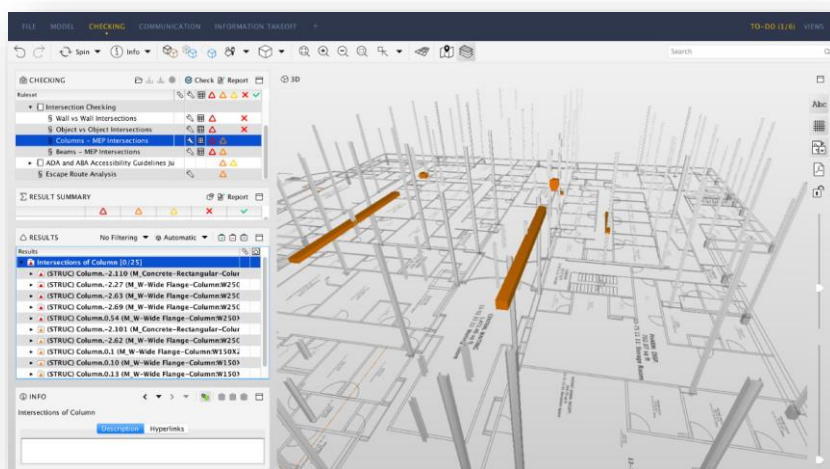 FILE MODEL CHECKING COMMUNICATION INFORMATION TAKEOFF + TO-DO (1/6) VIEWS
Spin Info Search
CHECKING Check Report
Ruleset
Intersection Checking
§ Wall vs Wall Intersections
§ Object vs Object Intersections
§ Columns - MEP Intersections
§ Beams - MEP Intersections
ADA and ABA Accessibility Guidelines Ju
§ Escape Route Analysis
RESULT SUMMARY Report
RESULTS No Filtering Automatic
Results
Intersections of Column [0/25]
(STRUC) Column.-2.110 (M_Concrete-Rectangular-Colur
(STRUC) Column.-2.27 (M_W-Wide Flange-Column:W250
(STRUC) Column.-2.63 (M_W-Wide Flange-Column:W250
(STRUC) Column.-2.69 (M_W-Wide Flange-Column:W250
(STRUC) Column.0.54 (M_W-Wide Flange-Column:W250X
(STRUC) Column.-2.101 (M_Concrete-Rectangular-Colur
(STRUC) Column.-2.62 (M_W-Wide Flange-Column:W250
(STRUC) Column.0.1 (M_W-Wide Flange-Column:W150X
(STRUC) Column.0.10 (M_W-Wide Flange-Column:W150X
(STRUC) Column.0.13 (M_W-Wide Flange-Column:W150X
INFO
Intersections of Column
Description Hyperlinks
3D
Abc